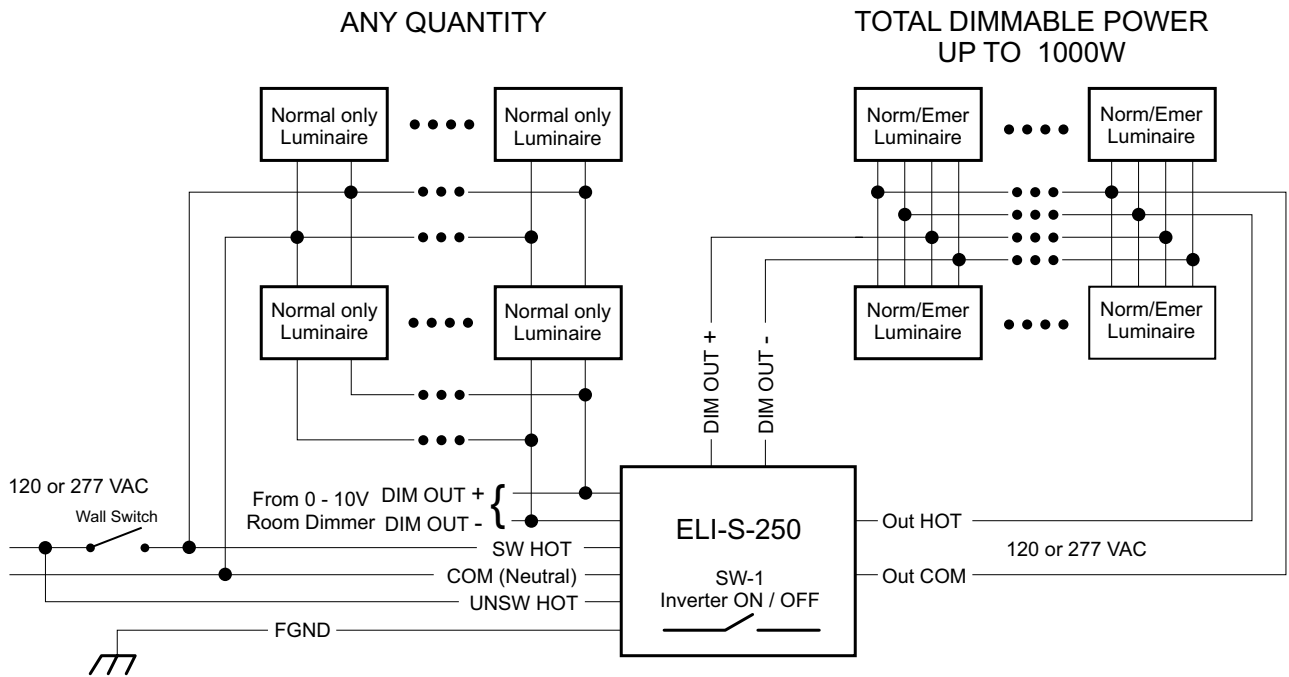 ANY QUANTITY
TOTAL DIMMABLE POWER
UP TO 1000W
Normal only
Luminaire
Normal only
Luminaire
Norm/Emer
Luminaire
Norm/Emer
Luminaire
Normal only
Luminaire
Normal only
Luminaire
Norm/Emer
Luminaire
Norm/Emer
Luminaire
DIM OUT +
DIM OUT -
120 or 277 VAC
Wall Switch
From 0 - 10V
Room Dimmer
DIM OUT +
DIM OUT -
{
SW HOT
COM (Neutral)
UNSW HOT
FGND
ELI-S-250
SW-1
Inverter ON / OFF
Out HOT
120 or 277 VAC
Out COM